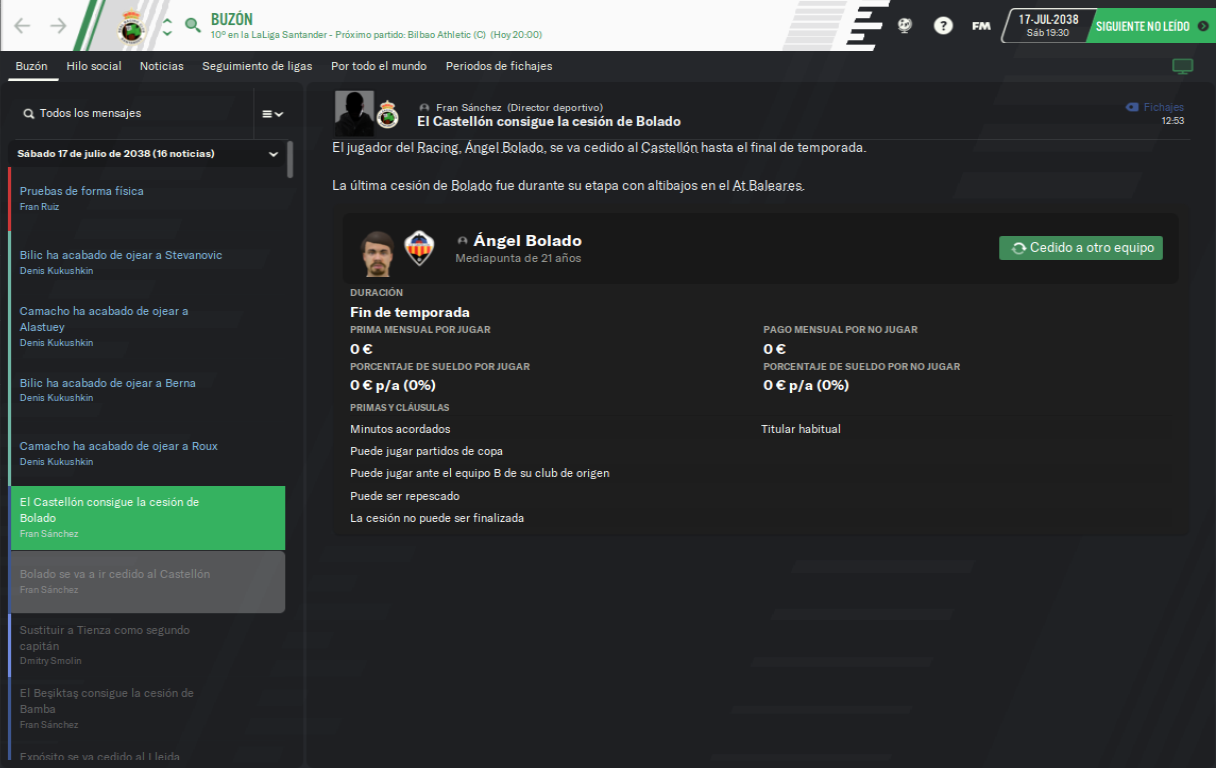 BUZÓN
10º en la LaLiga Santander - Próximo partido: Bilbao Athletic (C) (Hoy 20:00)
?
FM
17-JUL-2038
Sáb 19:30
SIGUIENTE NO LEÍDO
Buzón Hilo social Noticias Seguimiento de ligas Por todo el mundo Periodos de fichajes
Todos los mensajes
Sábado 17 de julio de 2038 (16 noticias)
Pruebas de forma física
Fran Ruiz
Bilic ha acabado de ojear a Stevanovic
Denis Kukushkin
Camacho ha acabado de ojear a
Alastuey
Denis Kukushkin
Bilic ha acabado de ojear a Berna
Denis Kukushkin
Camacho ha acabado de ojear a Roux
Denis Kukushkin
El Castellón consigue la cesión de
Bolado
Fran Sánchez
Bolado se va a ir cedido al Castellón
Fran Sánchez
Sustituir a Tienza como segundo
capitán
Dmitry Smolin
El Beşiktaş consigue la cesión de
Bamba
Fran Sánchez
Expósito se va cedido al Lleida
Fran Sánchez (Director deportivo)
El Castellón consigue la cesión de Bolado
Fichajes
12:53
El jugador del Racing, Ángel Bolado, se va cedido al Castellón hasta el final de temporada.
La última cesión de Bolado fue durante su etapa con altibajos en el At.Baleares.
Ángel Bolado
Mediapunta de 21 años
Cedido a otro equipo
DURACIÓN
Fin de temporada
PRIMA MENSUAL POR JUGAR PAGO MENSUAL POR NO JUGAR
0 € 0 €
PORCENTAJE DE SUELDO POR JUGAR PORCENTAJE DE SUELDO POR NO JUGAR
0 € p/a (0%) 0 € p/a (0%)
PRIMAS Y CLÁUSULAS
Minutos acordados Titular habitual
Puede jugar partidos de copa
Puede jugar ante el equipo B de su club de origen
Puede ser repescado
La cesión no puede ser finalizada